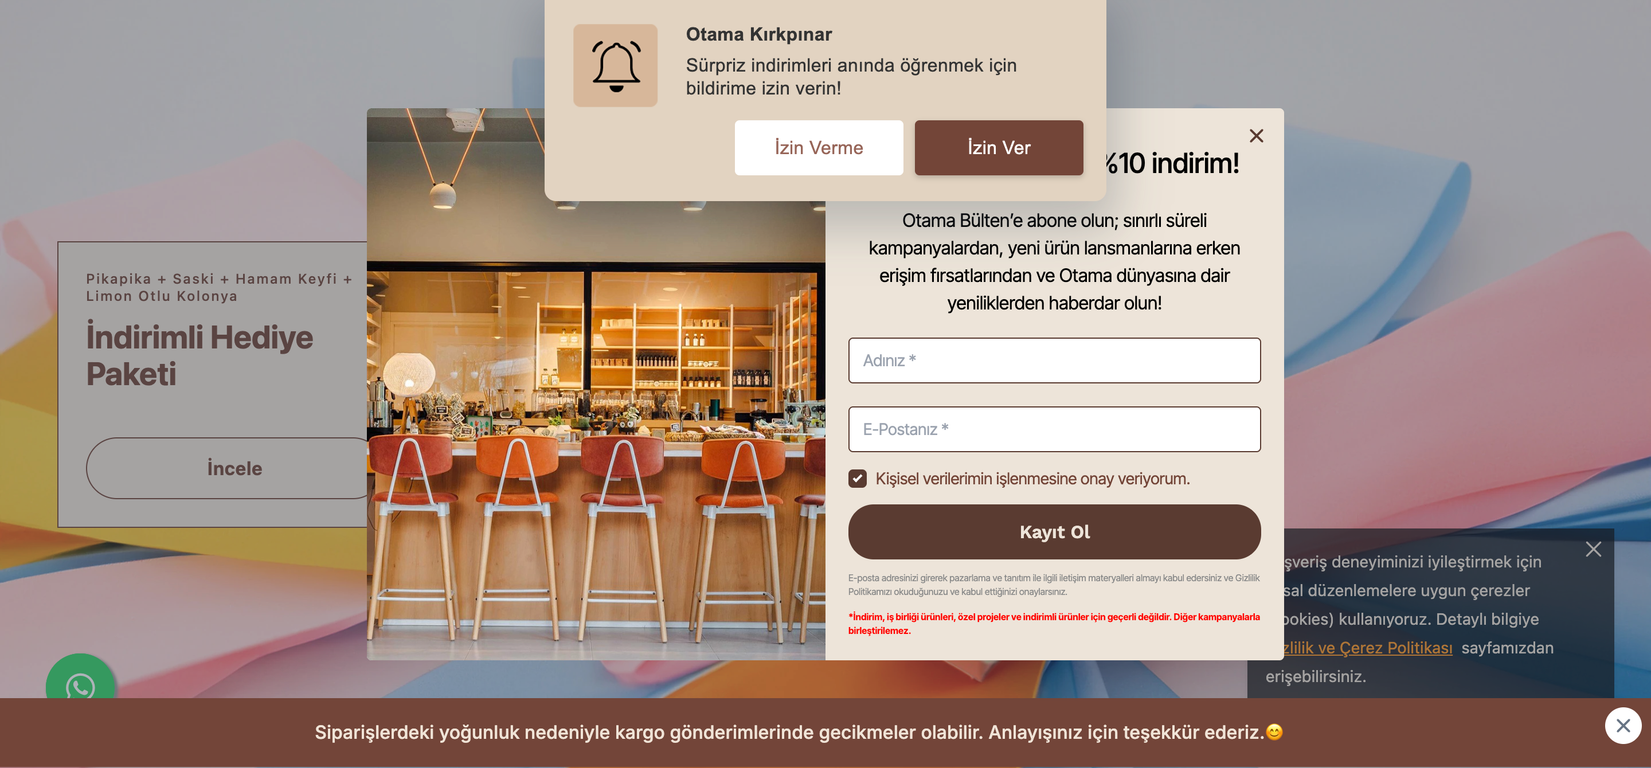 Otama Kırkpınar
Sürpriz indirimleri anında öğrenmek için
bildirime izin verin!
İzin Verme
İzin Ver
%10 indirim!
Otama Bülten’e abone olun; sınırlı süreli
kampanyalardan, yeni ürün lansmanlarına erken
erişim fırsatlarından ve Otama dünyasına dair
yeniliklerden haberdar olun!
Adınız *
E-Postanız *
Kişisel verilerimin işlenmesine onay veriyorum.
Kayıt Ol
E-posta adresinizi girerek pazarlama ve tanıtım ile ilgili iletişim materyalleri almayı kabul edersiniz ve Gizlilik
Politikamızı okuduğunuzu ve kabul ettiğinizi onaylarsınız.
*İndirim, iş birliği ürünleri, özel projeler ve indirimli ürünler için geçerli değildir. Diğer kampanyalarla
birleştirilemez.
Pikapika + Saski + Hamam Keyfi +
Limon Otlu Kolonya
İndirimli Hediye
Paketi
İncele
şveriş deneyiminizi iyileştirmek için
sal düzenlemelere uygun çerezler
ookies) kullanıyoruz. Detaylı bilgiye
zlilik ve Çerez Politikası sayfamızdan
erişebilirsiniz.
Siparişlerdeki yoğunluk nedeniyle kargo gönderimlerinde gecikmeler olabilir. Anlayışınız için teşekkür ederiz.😊